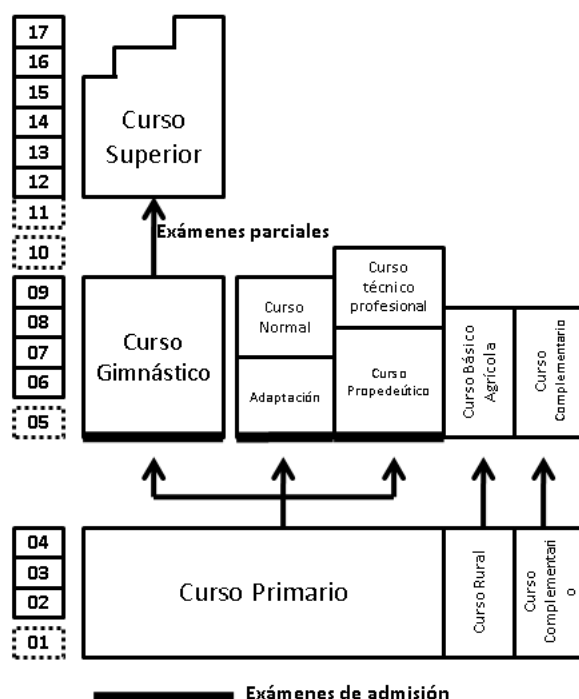 17
16
15
14
13
12
11
10
09
08
07
06
05
04
03
02
01
Curso
Superior
Exámenes parciales
Curso
Gimnástico
Curso
Normal
Adaptación
Curso
técnico
profesional
Curso
Propedeútico
Curso Básico
Agrícola
Curso
Complementario
Curso Primario
Curso Rural
Curso
Complementari
o
Exámenes de admisión